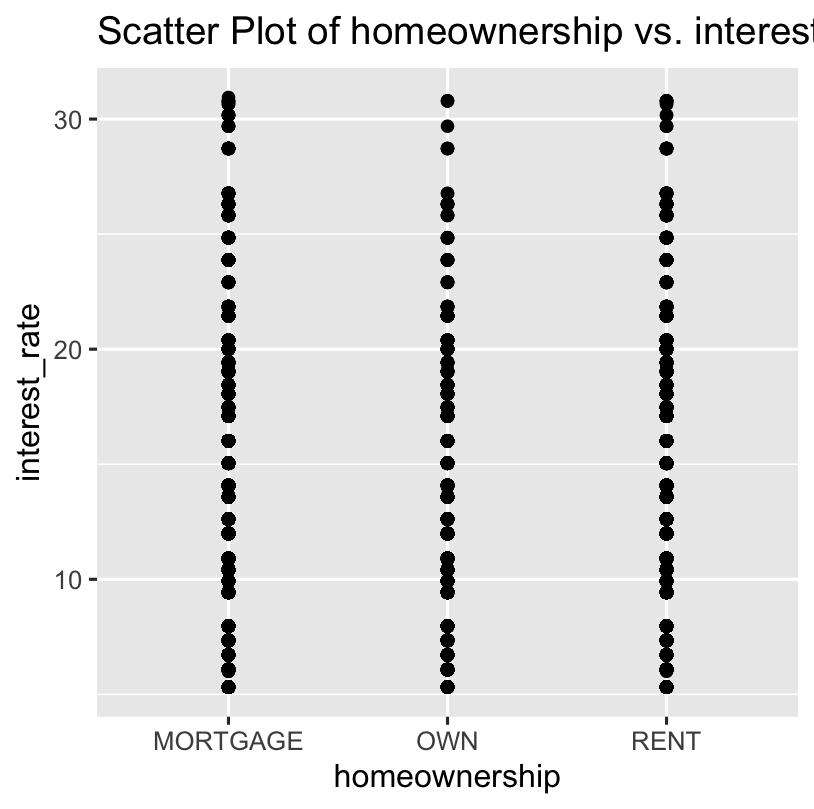 Scatter Plot of homeownership vs. interest
30
20
10
interest_rate
MORTGAGE OWN RENT
homeownership